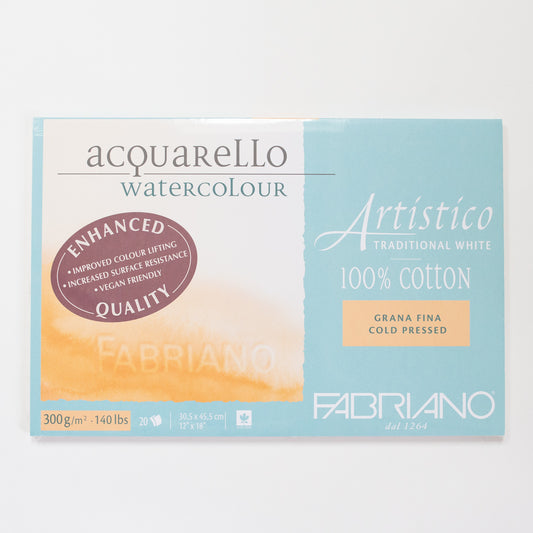 acquarello
watercolour
ENHANCED
• IMPROVED COLOUR LIFTING
• INCREASED SURFACE RESISTANCE
• VEGAN FRIENDLY
QUALITY
FABRIANO
300g/m² - 140 lbs
20
30,5 x 45,5 cm
12" x 18"
Artistico
TRADITIONAL WHITE
100% COTTON
GRANA FINA
COLD PRESSED
FABRIANO®
dal 1264